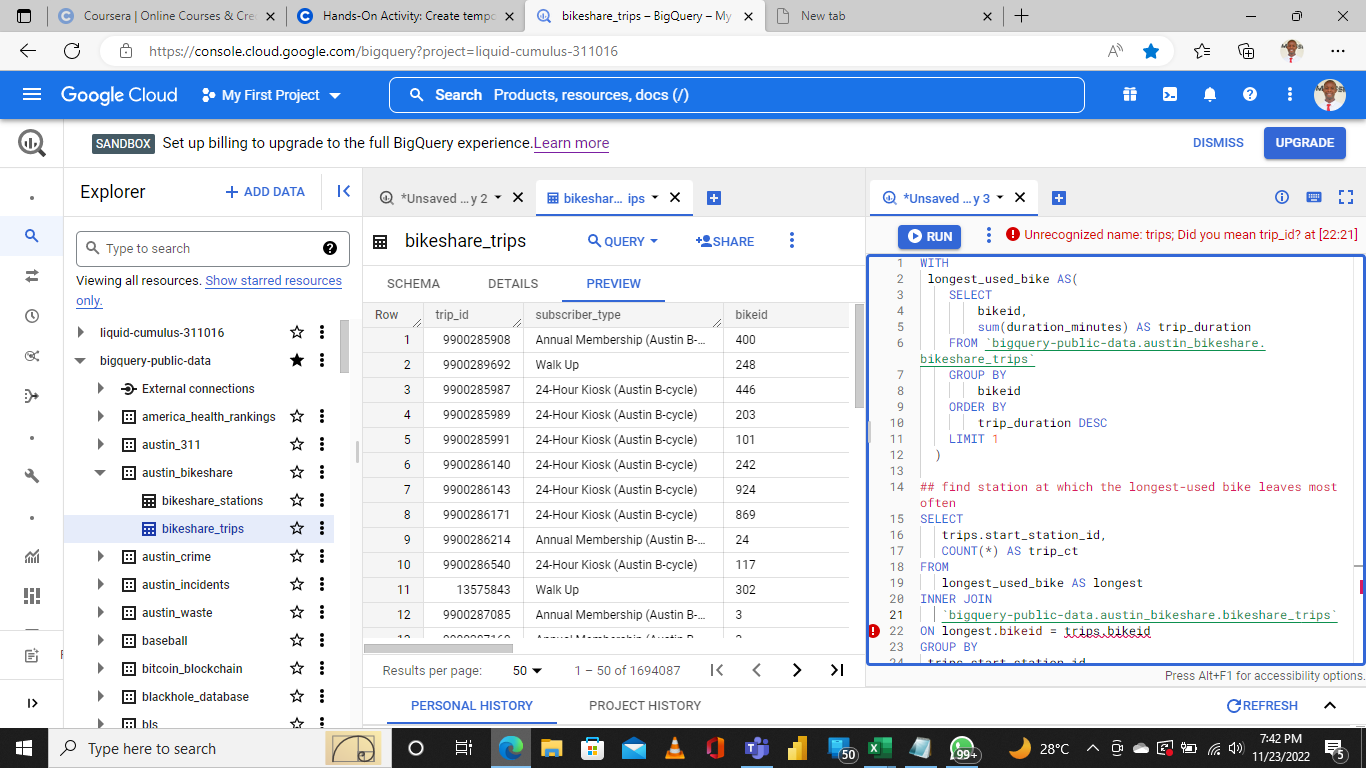 Coursera | Online Courses & Cre
Hands-On Activity: Create tempo
bikeshare_trips – BigQuery – My
New tab
https://console.cloud.google.com/bigquery?project=liquid-cumulus-311016
Google Cloud
My First Project
Search Products, resources, docs (/)
SANDBOX Set up billing to upgrade to the full BigQuery experience. Learn more
DISMISS
UPGRADE
Explorer
+ ADD DATA
Type to search
Viewing all resources. Show starred resources
only.
liquid-cumulus-311016
bigquery-public-data
External connections
america_health_rankings
austin_311
austin_bikeshare
bikeshare_stations
bikeshare_trips
austin_crime
austin_incidents
austin_waste
baseball
bitcoin_blockchain
blackhole_database
bls
*Unsaved ...y 2
bikeshar... ips
bikeshare_trips
QUERY
SHARE
SCHEMA DETAILS PREVIEW
Row trip_id subscriber_type bikeid
1 9900285908 Annual Membership (Austin B-... 400
2 9900289692 Walk Up 248
3 9900285987 24-Hour Kiosk (Austin B-cycle) 446
4 9900285989 24-Hour Kiosk (Austin B-cycle) 203
5 9900285991 24-Hour Kiosk (Austin B-cycle) 101
6 9900286140 24-Hour Kiosk (Austin B-cycle) 242
7 9900286143 24-Hour Kiosk (Austin B-cycle) 924
8 9900286171 24-Hour Kiosk (Austin B-cycle) 869
9 9900286214 Annual Membership (Austin B-... 24
10 9900286540 24-Hour Kiosk (Austin B-cycle) 117
11 13575843 Walk Up 302
12 9900287085 Annual Membership (Austin B-... 3
Results per page: 50 1 – 50 of 1694087
*Unsaved ...y 3
RUN
Unrecognized name: trips; Did you mean trip_id? at [22:21]
1 WITH
2 longest_used_bike AS(
3 SELECT
4 bikeid,
5 sum(duration_minutes) AS trip_duration
6 FROM `bigquery-public-data.austin_bikeshare.
bikeshare_trips`
7 GROUP BY
8 bikeid
9 ORDER BY
10 trip_duration DESC
11 LIMIT 1
12 )
13
14 ## find station at which the longest-used bike leaves most
often
15 SELECT
16 trips.start_station_id,
17 COUNT(*) AS trip_ct
18 FROM
19 longest_used_bike AS longest
20 INNER JOIN
21 `bigquery-public-data.austin_bikeshare.bikeshare_trips`
22 ON longest.bikeid = trips.bikeid
23 GROUP BY
24 trips.start_station_id
Press Alt+F1 for accessibility options.
PERSONAL HISTORY PROJECT HISTORY
REFRESH
Type here to search
50
99+
28°C
7:42 PM
11/23/2022
5